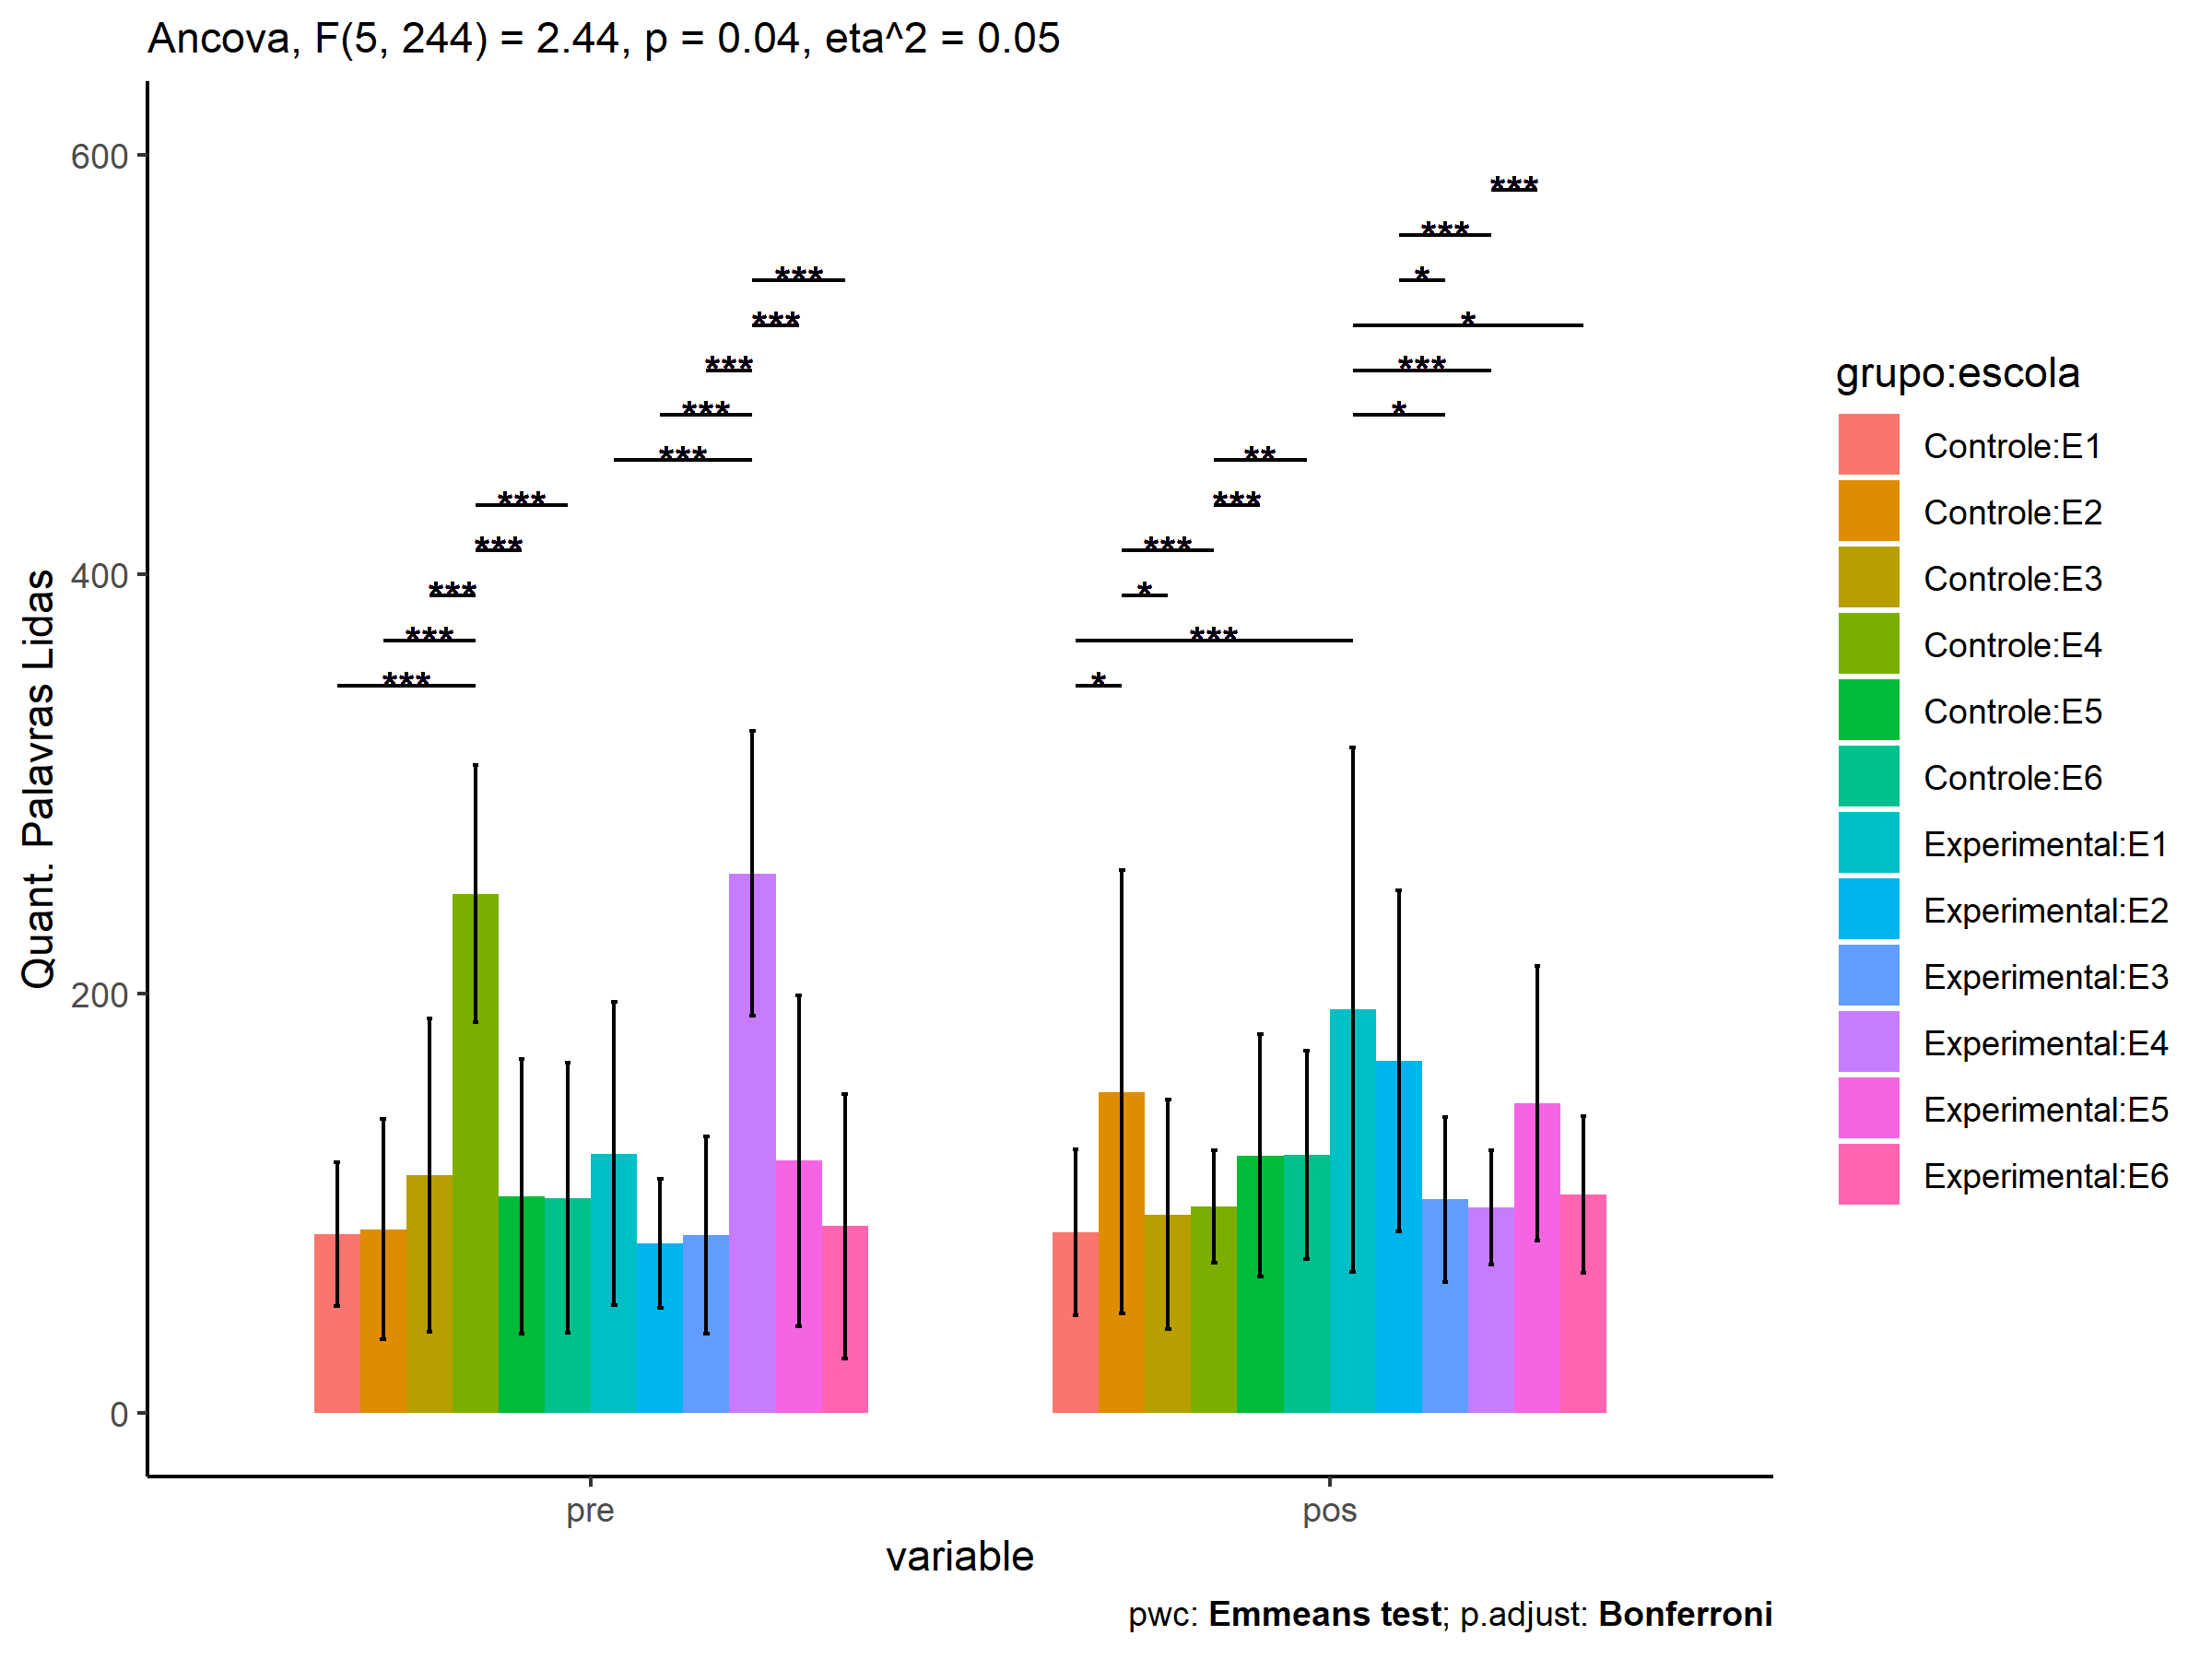 Ancova, F(5, 244) = 2.44, p = 0.04, eta^2 = 0.05
Quant. Palavras Lidas
600
400
200
0
***
***
***
***
***
***
***
***
***
***
***
***
*
*
***
*
**
***
***
*
***
*
pre
pos
variable
grupo:escola
Controle:E1
Controle:E2
Controle:E3
Controle:E4
Controle:E5
Controle:E6
Experimental:E1
Experimental:E2
Experimental:E3
Experimental:E4
Experimental:E5
Experimental:E6
pwc: Emmeans test; p.adjust: Bonferroni